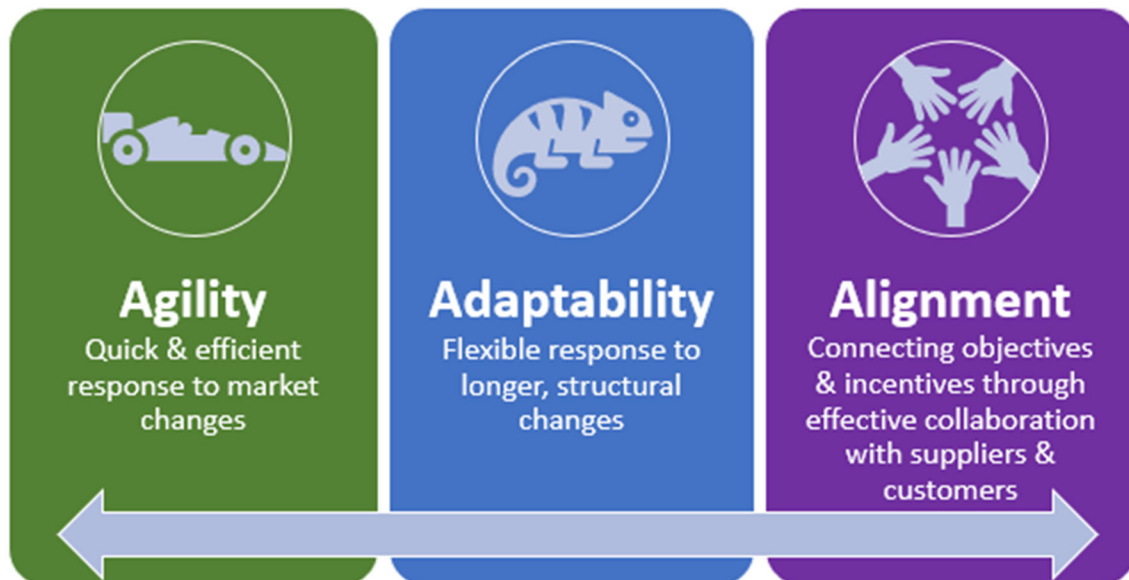 Agility
Quick & efficient
response to market
changes
Adaptability
Flexible response to
longer, structural
changes
Alignment
Connecting objectives
& incentives through
effective collaboration
with suppliers &
customers